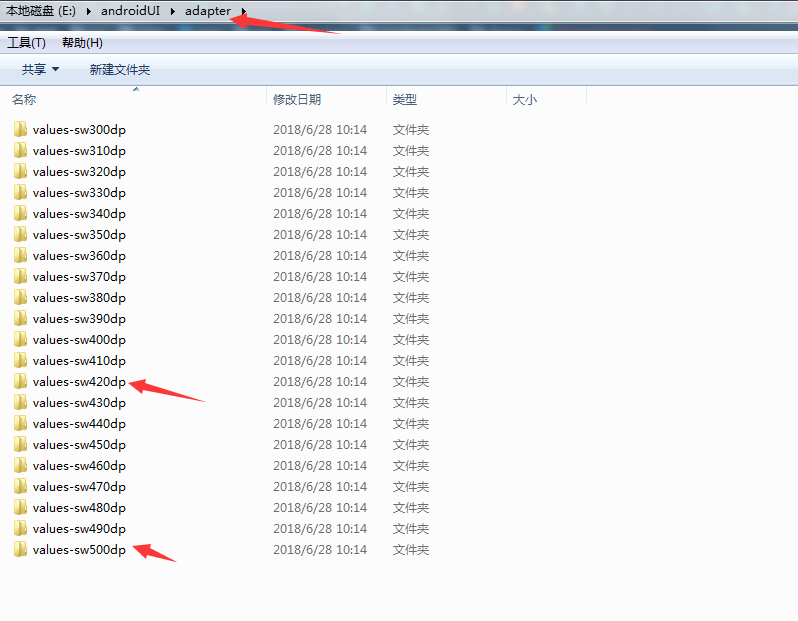 本地磁盘 (E:) androidUI adapter
工具(T) 帮助(H)
共享 新建文件夹
名称 修改日期 类型 大小
values-sw300dp 2018/6/28 10:14 文件夹
values-sw310dp 2018/6/28 10:14 文件夹
values-sw320dp 2018/6/28 10:14 文件夹
values-sw330dp 2018/6/28 10:14 文件夹
values-sw340dp 2018/6/28 10:14 文件夹
values-sw350dp 2018/6/28 10:14 文件夹
values-sw360dp 2018/6/28 10:14 文件夹
values-sw370dp 2018/6/28 10:14 文件夹
values-sw380dp 2018/6/28 10:14 文件夹
values-sw390dp 2018/6/28 10:14 文件夹
values-sw400dp 2018/6/28 10:14 文件夹
values-sw410dp 2018/6/28 10:14 文件夹
values-sw420dp 2018/6/28 10:14 文件夹
values-sw430dp 2018/6/28 10:14 文件夹
values-sw440dp 2018/6/28 10:14 文件夹
values-sw450dp 2018/6/28 10:14 文件夹
values-sw460dp 2018/6/28 10:14 文件夹
values-sw470dp 2018/6/28 10:14 文件夹
values-sw480dp 2018/6/28 10:14 文件夹
values-sw490dp 2018/6/28 10:14 文件夹
values-sw500dp 2018/6/28 10:14 文件夹